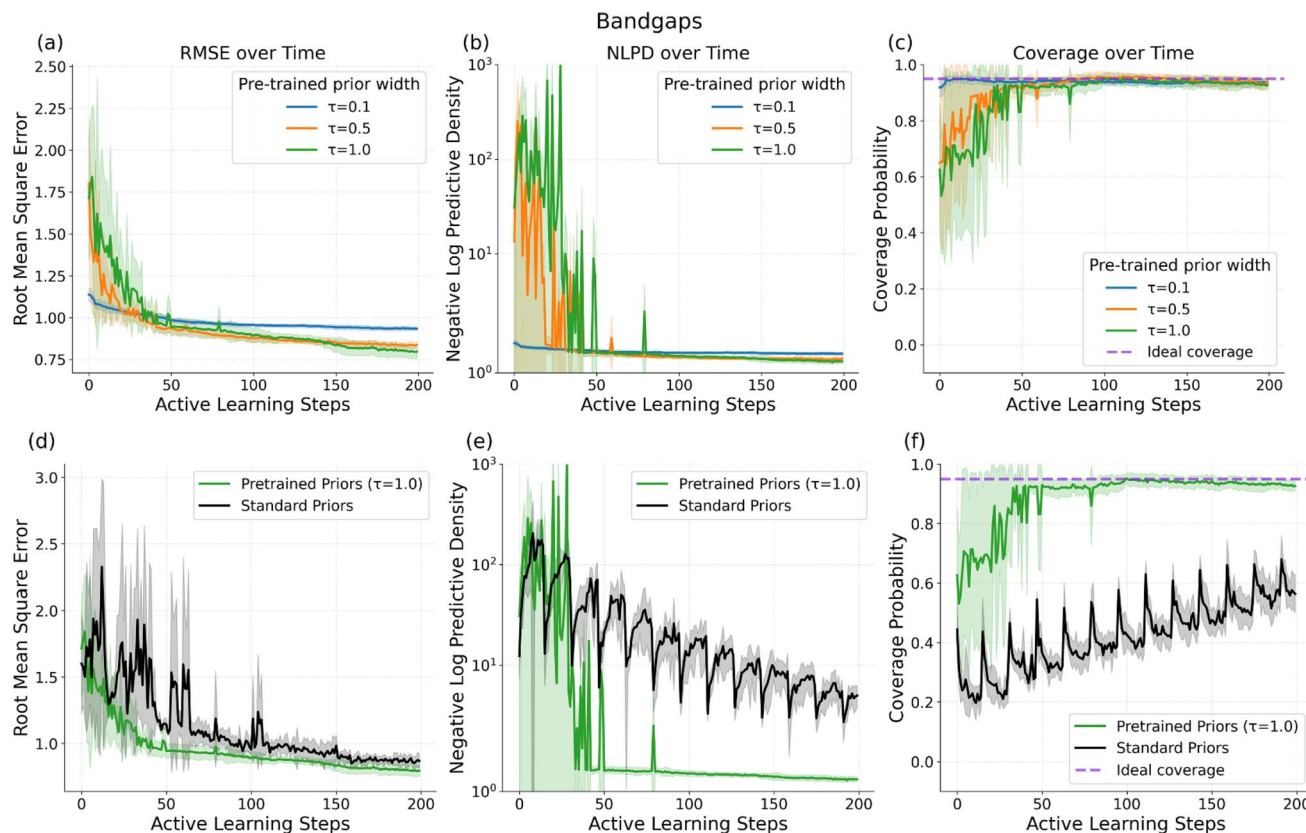 Bandgaps
(a)
RMSE over Time
Root Mean Square Error
2.50
2.25
2.00
1.75
1.50
1.25
1.00
0.75
Pre-trained prior width
τ=0.1
τ=0.5
τ=1.0
0
50
100
150
200
Active Learning Steps
(b)
NLPD over Time
Negative Log Predictive Density
10³
10²
10¹
10⁰
Pre-trained prior width
τ=0.1
τ=0.5
τ=1.0
0
50
100
150
200
Active Learning Steps
(c)
Coverage over Time
Coverage Probability
1.0
0.8
0.6
0.4
0.2
0.0
Pre-trained prior width
τ=0.1
τ=0.5
τ=1.0
Ideal coverage
0
50
100
150
200
Active Learning Steps
(d)
Root Mean Square Error
3.0
2.5
2.0
1.5
1.0
Pretrained Priors (τ=1.0)
Standard Priors
0
50
100
150
200
Active Learning Steps
(e)
Negative Log Predictive Density
10³
10²
10¹
10⁰
Pretrained Priors (τ=1.0)
Standard Priors
0
50
100
150
200
Active Learning Steps
(f)
Coverage Probability
1.0
0.8
0.6
0.4
0.2
0.0
Pretrained Priors (τ=1.0)
Standard Priors
Ideal coverage
0
50
100
150
200
Active Learning Steps